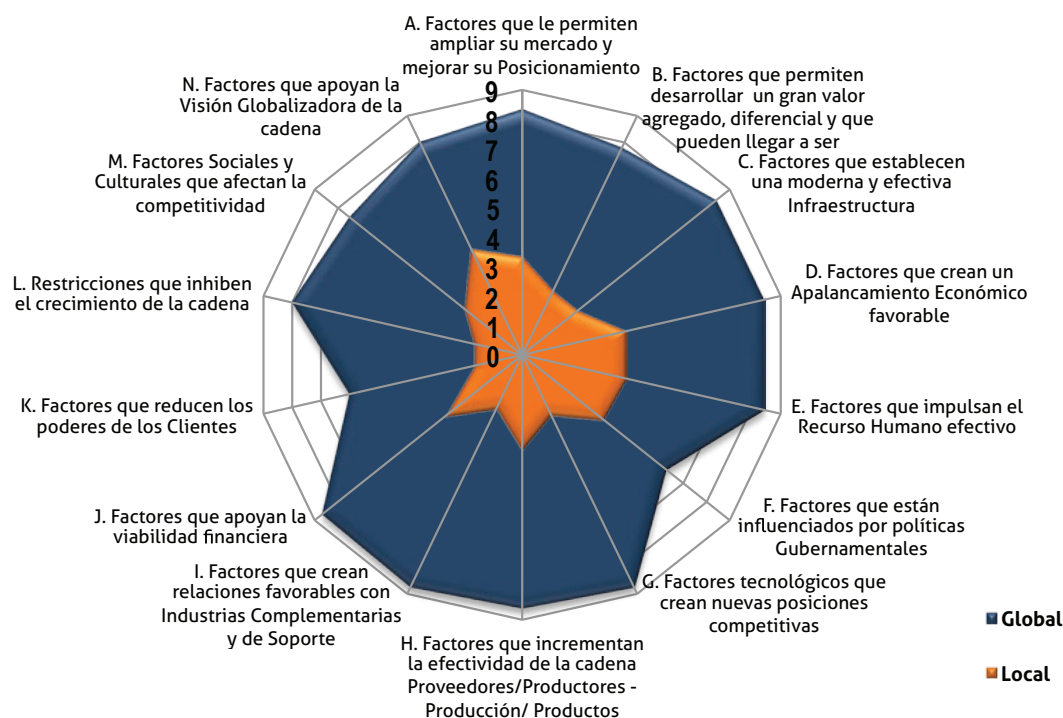 A. Factores que le permiten
ampliar su mercado y
mejorar su Posicionamiento
B. Factores que permiten
desarrollar un gran valor
agregado, diferencial y que
pueden llegar a ser
C. Factores que establecen
una moderna y efectiva
Infraestructura
D. Factores que crean un
Apalancamiento Económico
favorable
E. Factores que impulsan el
Recurso Humano efectivo
F. Factores que están
influenciados por políticas
Gubernamentales
G. Factores tecnológicos que
crean nuevas posiciones
competitivas
H. Factores que incrementan
la efectividad de la cadena
Proveedores/Productores -
Producción/ Productos
I. Factores que crean
relaciones favorables con
Industrias Complementarias
y de Soporte
J. Factores que apoyan la
viabilidad financiera
K. Factores que reducen los
poderes de los Clientes
L. Restricciones que inhiben
el crecimiento de la cadena
M. Factores Sociales y
Culturales que afectan la
competitividad
N. Factores que apoyan la
Visión Globalizadora de la
cadena
9
8
7
6
5
4
3
2
1
0
Global
Local